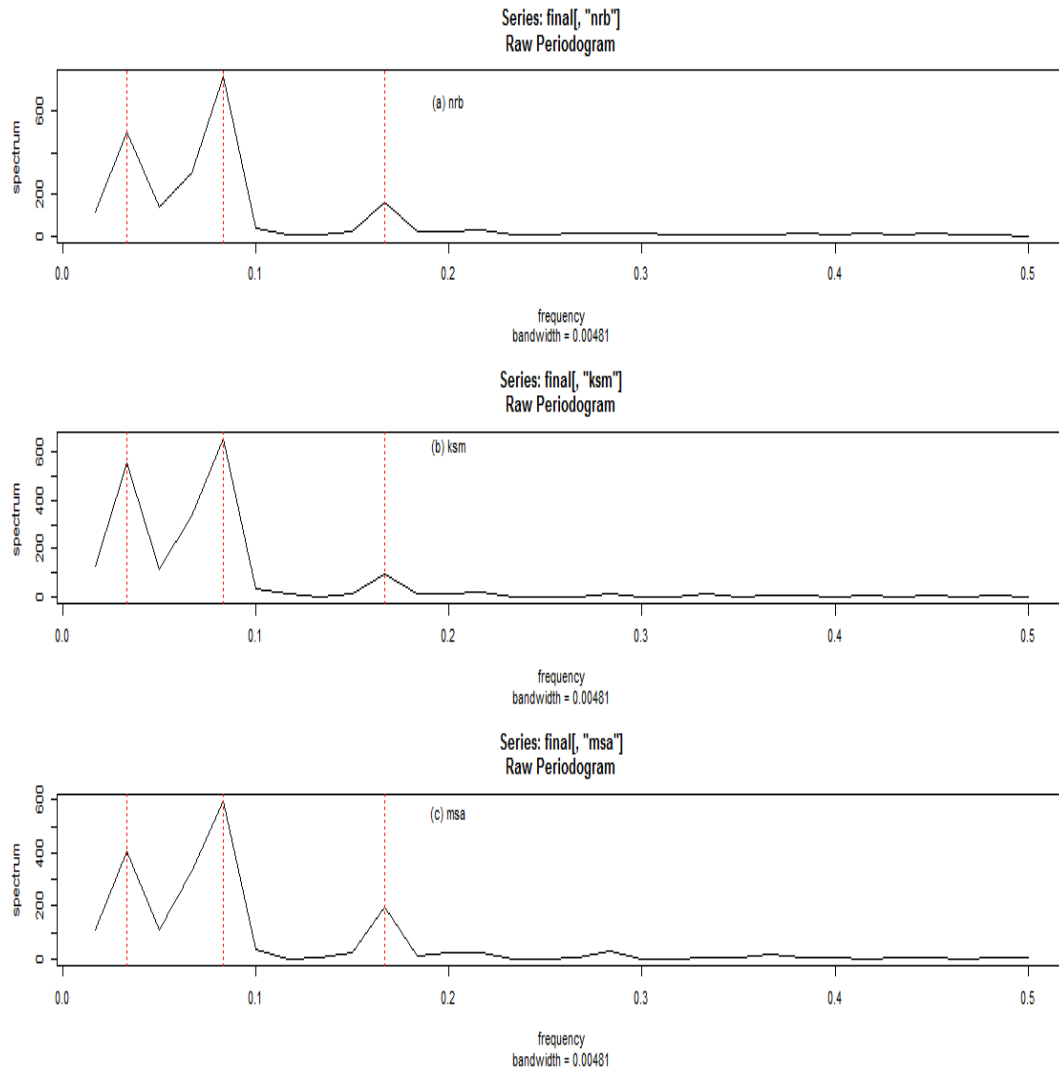 Series: final[, "nrb"]
Raw Periodogram
(a) nrb
spectrum
0 200 600
0.0 0.1 0.2 0.3 0.4 0.5
frequency
bandwidth = 0.00481
Series: final[, "ksm"]
Raw Periodogram
(b) ksm
spectrum
0 200 400 600
0.0 0.1 0.2 0.3 0.4 0.5
frequency
bandwidth = 0.00481
Series: final[, "msa"]
Raw Periodogram
(c) msa
spectrum
0 200 400 600
0.0 0.1 0.2 0.3 0.4 0.5
frequency
bandwidth = 0.00481